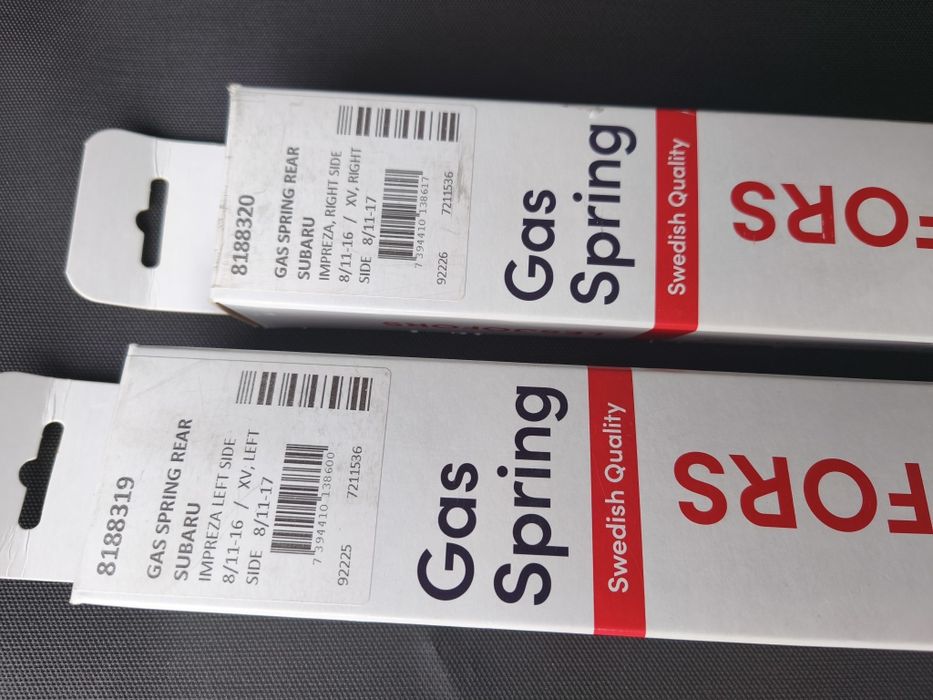 8188320
GAS SPRING REAR
SUBARU
IMPREZA, RIGHT SIDE
8/11-16 / XV, RIGHT
SIDE 8/11-17
7 394410 138617
92226 7211536
Gas
Spring
Swedish Quality
FORS
LESJÖFORS
8188319
GAS SPRING REAR
SUBARU
IMPREZA LEFT SIDE
8/11-16 / XV, LEFT
SIDE 8/11-17
7 394410 138600
92225 7211536
Gas
Spring
Swedish Quality
FORS